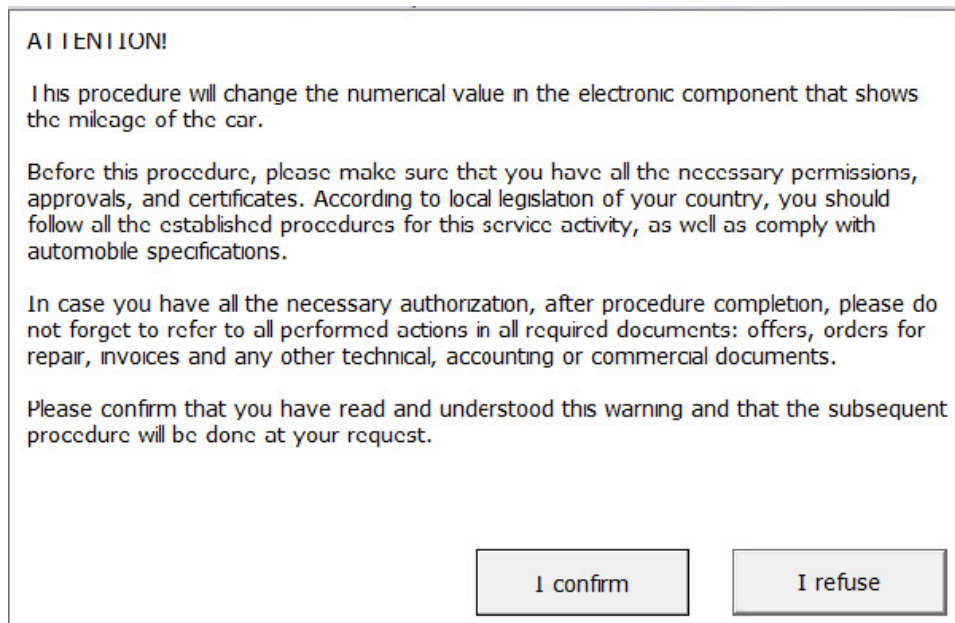 ATTENTION!
This procedure will change the numerical value in the electronic component that shows
the mileage of the car.
Before this procedure, please make sure that you have all the necessary permissions,
approvals, and certificates. According to local legislation of your country, you should
follow all the established procedures for this service activity, as well as comply with
automobile specifications.
In case you have all the necessary authorization, after procedure completion, please do
not forget to refer to all performed actions in all required documents: offers, orders for
repair, invoices and any other technical, accounting or commercial documents.
Please confirm that you have read and understood this warning and that the subsequent
procedure will be done at your request.
I confirm
I refuse